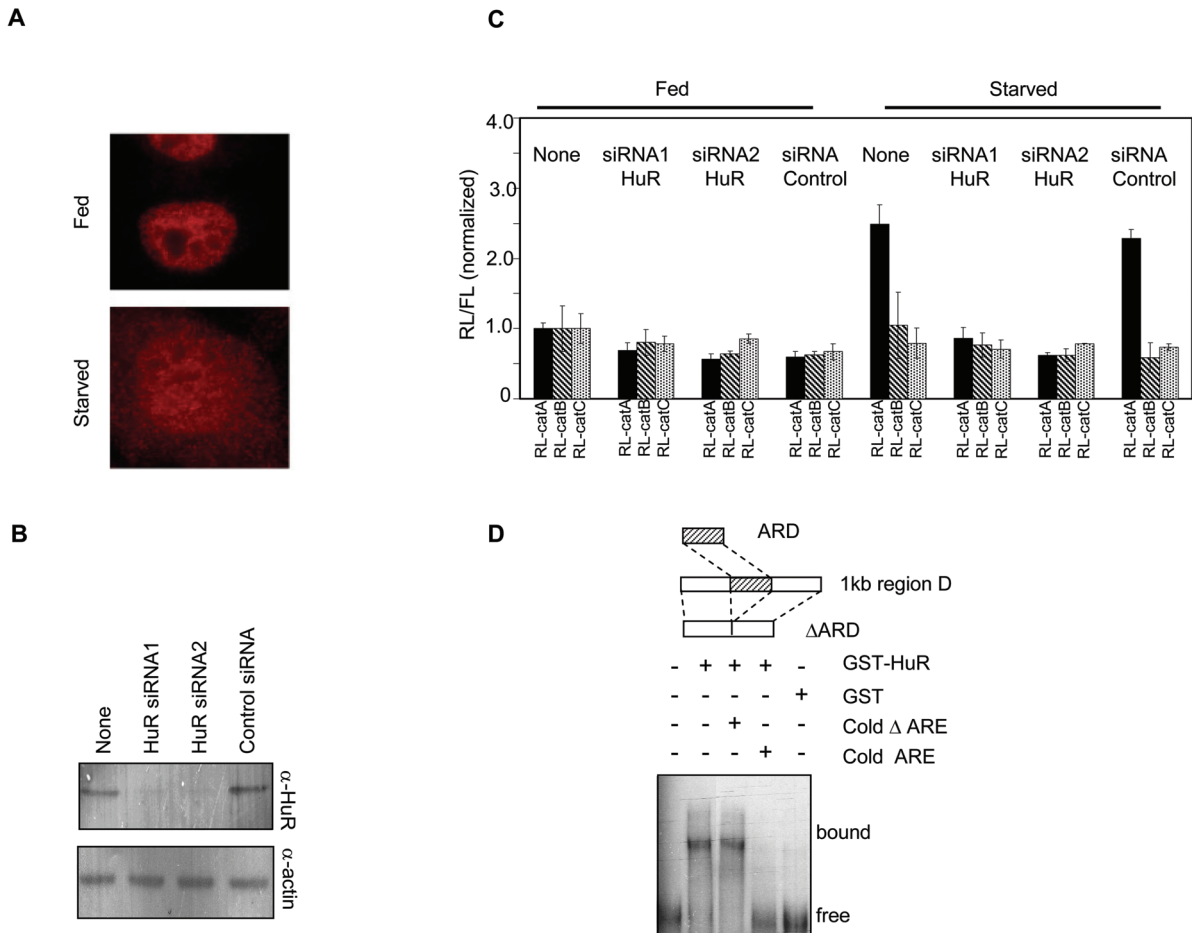 A
Fed
Starved
B
None
HuR siRNA1
HuR siRNA2
Control siRNA
α-HuR
α-actin
C
Fed
Starved
4.0
3.0
2.0
1.0
0
RL/FL (normalized)
None
siRNA1
HuR
siRNA2
HuR
siRNA
Control
None
siRNA1
HuR
siRNA2
HuR
siRNA
Control
RL-catA
RL-catB
RL-catC
RL-catA
RL-catB
RL-catC
RL-catA
RL-catB
RL-catC
RL-catA
RL-catB
RL-catC
RL-catA
RL-catB
RL-catC
RL-catA
RL-catB
RL-catC
RL-catA
RL-catB
RL-catC
RL-catA
RL-catB
RL-catC
D
ARD
1kb region D
ΔARD
- + + + - GST-HuR
- - - - + GST
- - + - - Cold Δ ARE
- - - + - Cold ARE
bound
free